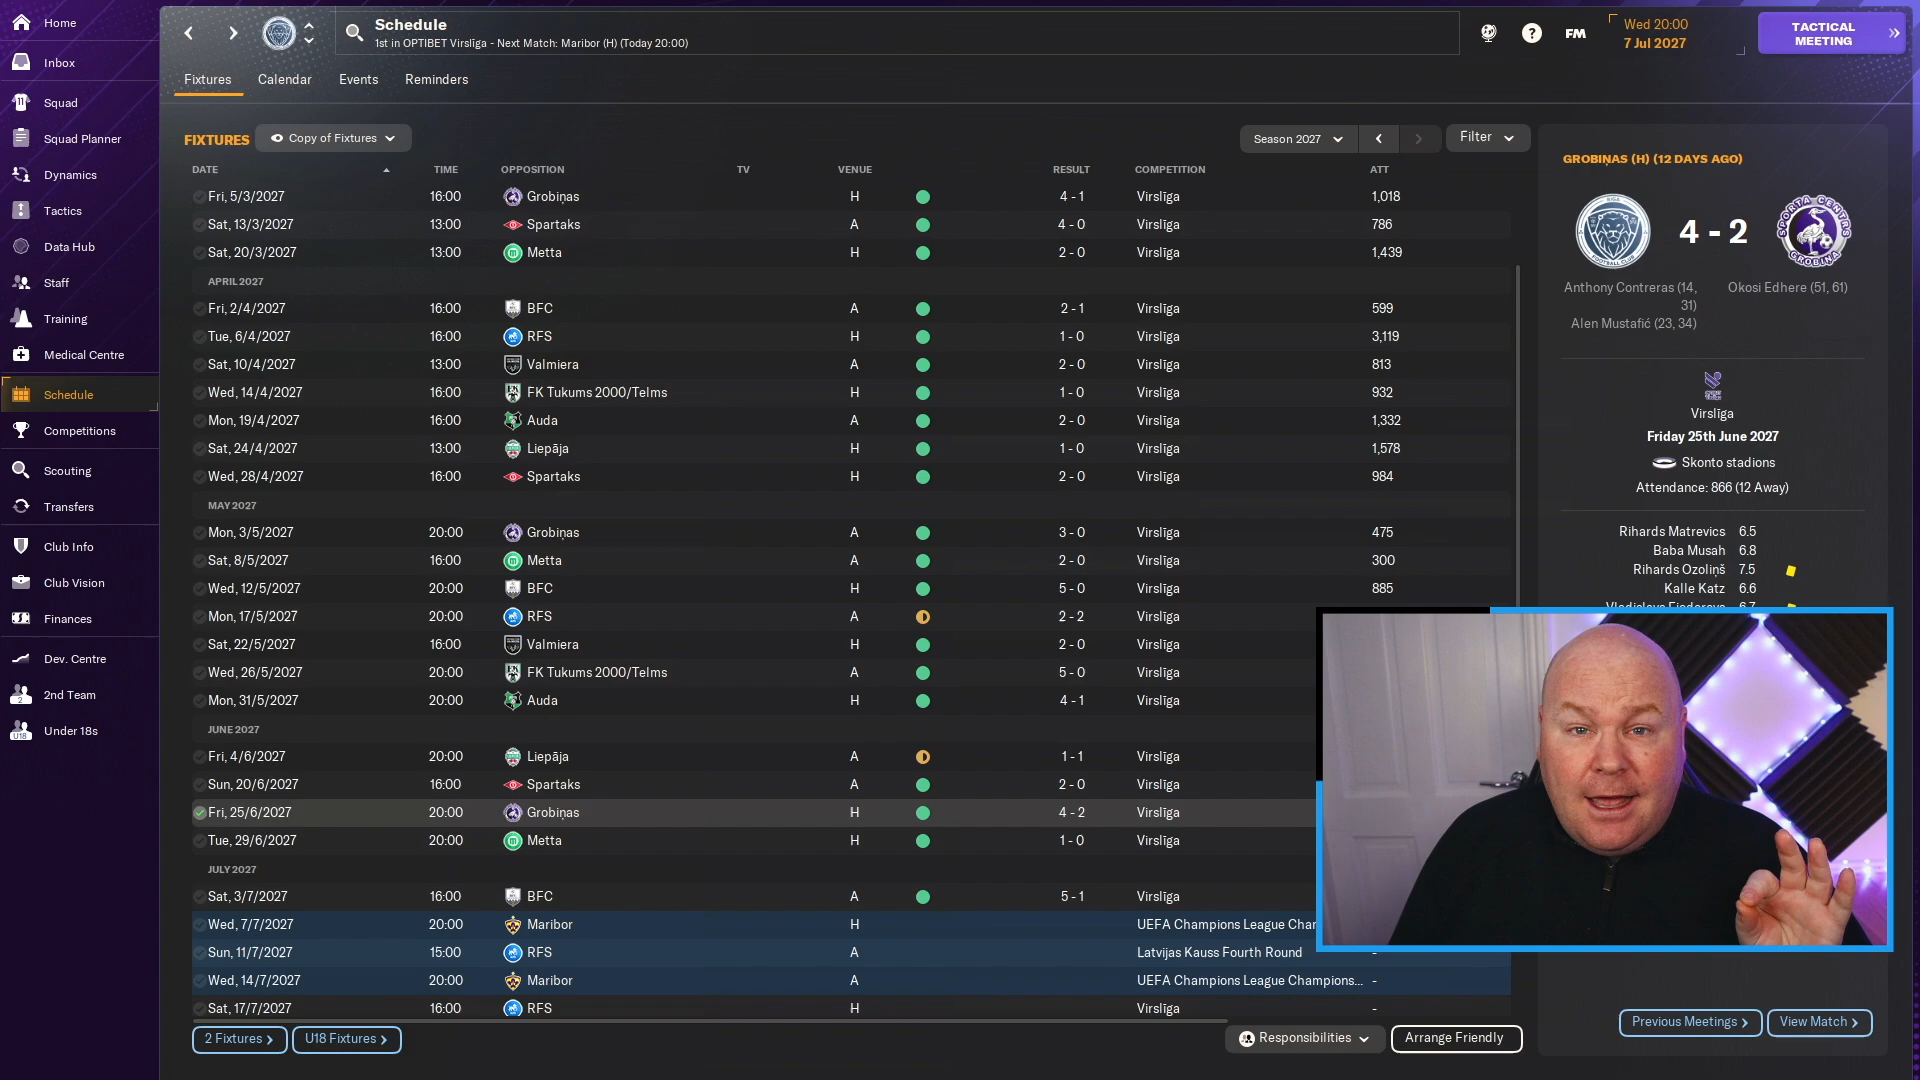 Home
Inbox
Squad
Squad Planner
Dynamics
Tactics
Data Hub
Staff
Training
Medical Centre
Schedule
Competitions
Scouting
Transfers
Club Info
Club Vision
Finances
Dev. Centre
2nd Team
Under 18s
Schedule
1st in OPTIBET Virslīga - Next Match: Maribor (H) (Today 20:00)
FM
Wed 20:00
7 Jul 2027
TACTICAL MEETING
Fixtures Calendar Events Reminders
FIXTURES Copy of Fixtures Season 2027 Filter
DATE TIME OPPOSITION TV VENUE RESULT COMPETITION ATT
Fri, 5/3/2027 16:00 Grobiņas H 4 - 1 Virslīga 1,018
Sat, 13/3/2027 13:00 Spartaks A 4 - 0 Virslīga 786
Sat, 20/3/2027 13:00 Metta H 2 - 0 Virslīga 1,439
APRIL 2027
Fri, 2/4/2027 16:00 BFC A 2 - 1 Virslīga 599
Tue, 6/4/2027 16:00 RFS H 1 - 0 Virslīga 3,119
Sat, 10/4/2027 13:00 Valmiera A 2 - 0 Virslīga 813
Wed, 14/4/2027 16:00 FK Tukums 2000/Telms H 1 - 0 Virslīga 932
Mon, 19/4/2027 16:00 Auda A 2 - 0 Virslīga 1,332
Sat, 24/4/2027 13:00 Liepāja H 1 - 0 Virslīga 1,578
Wed, 28/4/2027 16:00 Spartaks H 2 - 0 Virslīga 984
MAY 2027
Mon, 3/5/2027 20:00 Grobiņas A 3 - 0 Virslīga 475
Sat, 8/5/2027 16:00 Metta A 2 - 0 Virslīga 300
Wed, 12/5/2027 20:00 BFC H 5 - 0 Virslīga 885
Mon, 17/5/2027 20:00 RFS A 2 - 2 Virslīga
Sat, 22/5/2027 16:00 Valmiera H 2 - 0 Virslīga
Wed, 26/5/2027 20:00 FK Tukums 2000/Telms A 5 - 0 Virslīga
Mon, 31/5/2027 20:00 Auda H 4 - 1 Virslīga
JUNE 2027
Fri, 4/6/2027 20:00 Liepāja A 1 - 1 Virslīga
Sun, 20/6/2027 16:00 Spartaks A 2 - 0 Virslīga
Fri, 25/6/2027 20:00 Grobiņas H 4 - 2 Virslīga
Tue, 29/6/2027 20:00 Metta H 1 - 0 Virslīga
JULY 2027
Sat, 3/7/2027 16:00 BFC A 5 - 1 Virslīga
Wed, 7/7/2027 20:00 Maribor H UEFA Champions League Char
Sun, 11/7/2027 15:00 RFS A Latvijas Kauss Fourth Round -
Wed, 14/7/2027 20:00 Maribor A UEFA Champions League Champions... -
Sat, 17/7/2027 16:00 RFS H Virslīga -
2 Fixtures U18 Fixtures Responsibilities Arrange Friendly
GROBIŅAS (H) (12 DAYS AGO)
4 - 2
SPORTA CENTRS
GROBIŅA
Anthony Contreras (14, 31)
Alen Mustafić (23, 34)
Okosi Edhere (51, 61)
Virslīga
Friday 25th June 2027
Skonto stadions
Attendance: 866 (12 Away)
Rihards Matrevics 6.5
Baba Musah 6.8
Rihards Ozoliņš 7.5
Kalle Katz 6.6
Previous Meetings View Match